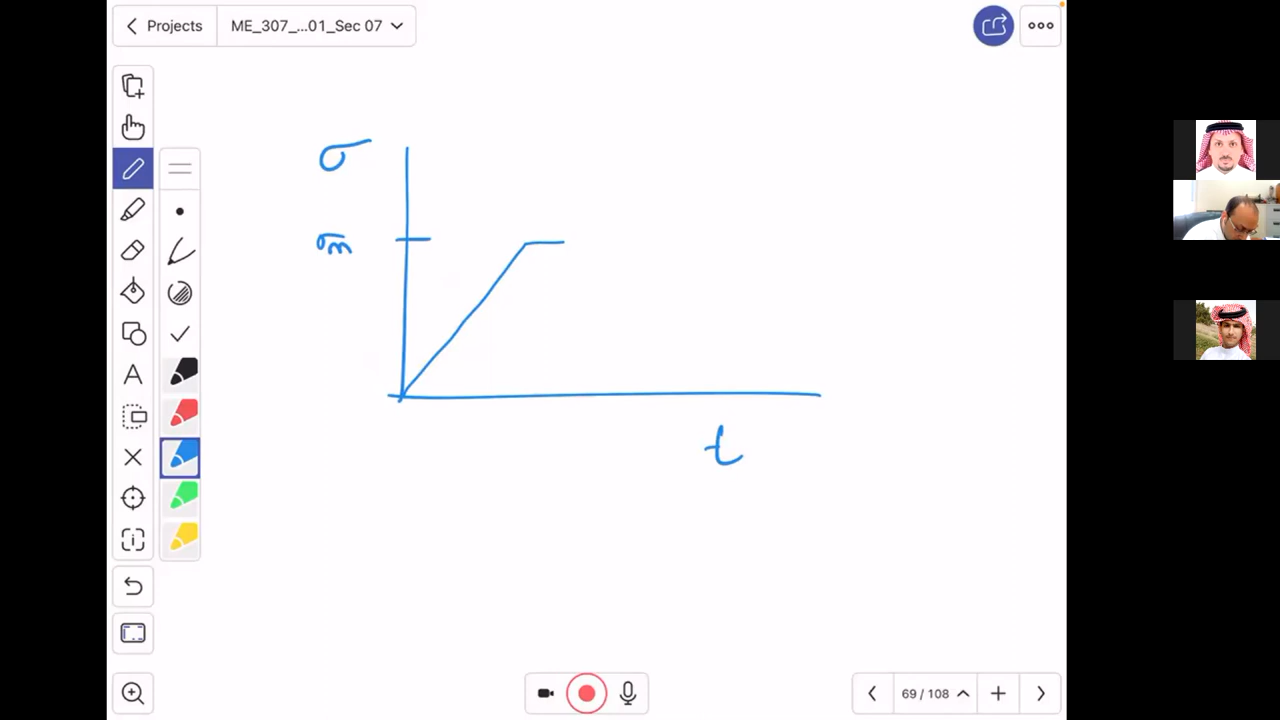 Projects
ME_307_...01_Sec 07
σ
σm
t
A
69 / 108